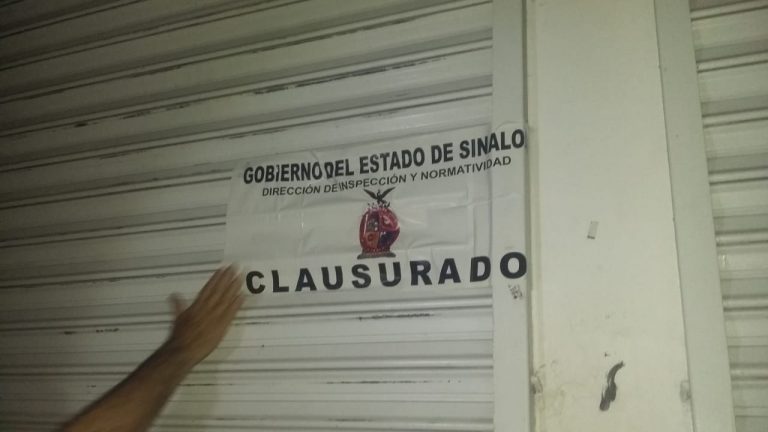 GOBIERNO DEL ESTADO DE SINALO
DIRECCIÓN DE INSPECCIÓN Y NORMATIVIDAD
CLAUSURADO